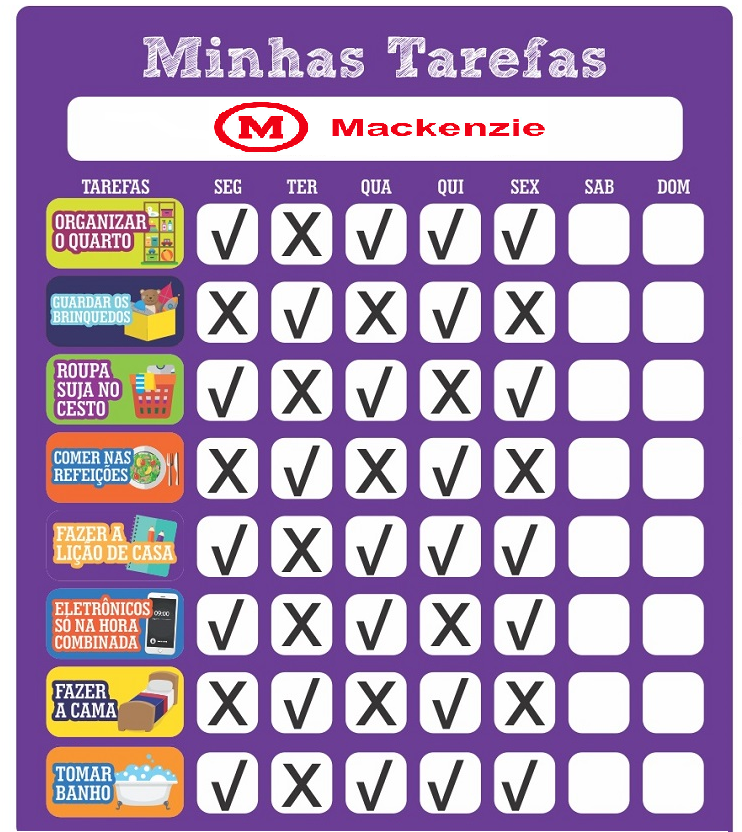 Minhas Tarefas
M Mackenzie
TAREFAS SEG TER QUA QUI SEX SAB DOM
ORGANIZAR
O QUARTO
√ X √ √ √
GUARDAR OS
BRINQUEDOS
X √ X √ X
ROUPA
SUJA NO
CESTO
√ X √ X √
COMER NAS
REFEIÇÕES
X √ X √ X
FAZER A
LIÇÃO DE CASA
√ X √ √ √
ELETRÔNICOS
SÓ NA HORA
COMBINADA
09:00
√ X √ X √
FAZER
A CAMA
X √ X √ X
TOMAR
BANHO
√ X √ √ √